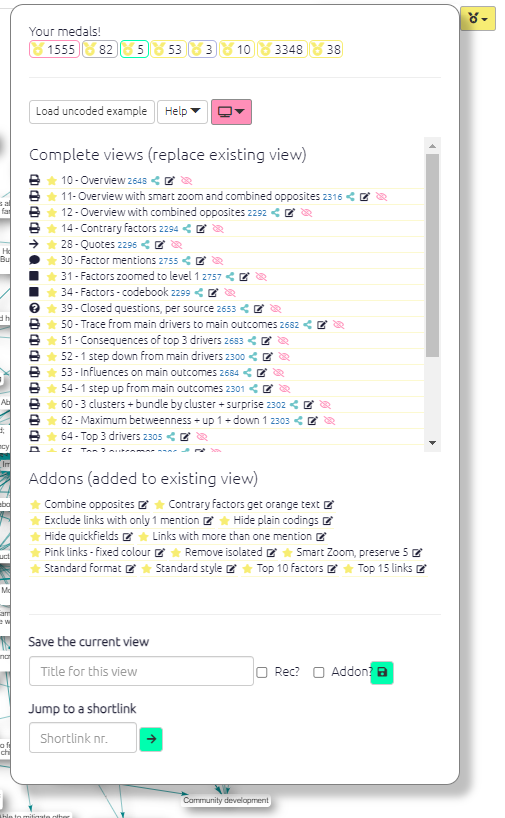 Your medals!
1555 82 5 53 3 10 3348 38
Load uncoded example Help
Complete views (replace existing view)
10 - Overview 2648
11- Overview with smart zoom and combined opposites 2316
12 - Overview with combined opposites 2292
14 - Contrary factors 2294
28 - Quotes 2296
30 - Factor mentions 2755
31 - Factors zoomed to level 1 2757
34 - Factors - codebook 2299
39 - Closed questions, per source 2653
50 - Trace from main drivers to main outcomes 2682
51 - Consequences of top 3 drivers 2683
52 - 1 step down from main drivers 2300
53 - Influences on main outcomes 2684
54 - 1 step up from main outcomes 2301
60 - 3 clusters + bundle by cluster + surprise 2302
62 - Maximum betweenness + up 1 + down 1 2303
64 - Top 3 drivers 2305
65 - Top 3 outcomes 2306
Addons (added to existing view)
Combine opposites Contrary factors get orange text
Exclude links with only 1 mention Hide plain codings
Hide quickfields Links with more than one mention
Pink links - fixed colour Remove isolated Smart Zoom, preserve 5
Standard format Standard style Top 10 factors Top 15 links
Save the current view
Title for this view Rec? Addon?
Jump to a shortlink
Shortlink nr.
Community development
able to mitigate other